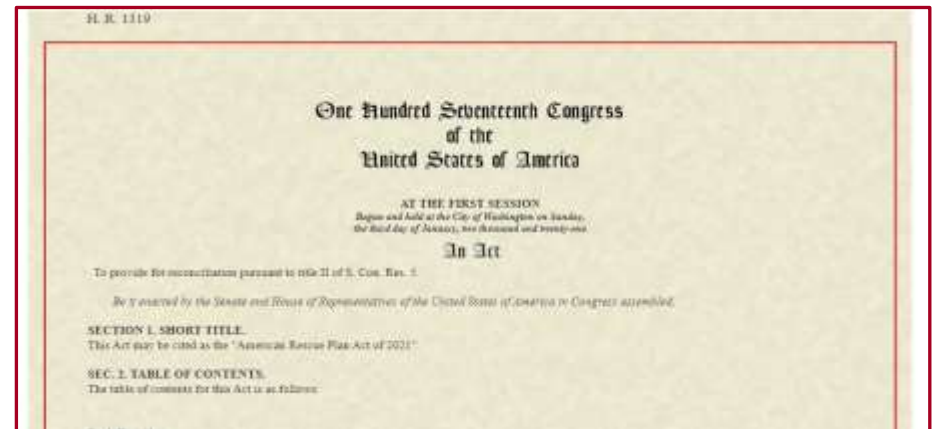 H. R. 1319
One Hundred Seventeenth Congress
of the
United States of America
AT THE FIRST SESSION
Begun and held at the City of Washington on Sunday,
the third day of January, two thousand and twenty-one
An Act
To provide for reconciliation pursuant to title II of S. Con. Res. 5.
Be it enacted by the Senate and House of Representatives of the United States of America in Congress assembled,
SECTION 1. SHORT TITLE.
This Act may be cited as the "American Rescue Plan Act of 2021"
SEC. 2. TABLE OF CONTENTS.
The table of contents for this Act is as follows: